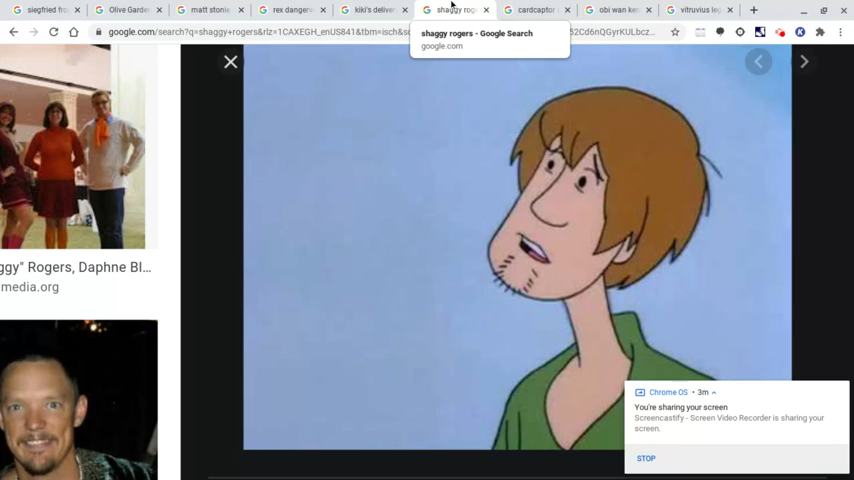 siegfried fro
Olive Garde
matt stonie
rex danger
kiki's deliver
shaggy rog
cardcaptor
obi wan ken
vitruvius leg
google.com/search?q=shaggy+rogers&rlz=1CAXEGH_enUS841&tbm=isch&s
52Cd6nQGyrKULbcz...
shaggy rogers - Google Search
google.com
ggy" Rogers, Daphne Bl...
media.org
Chrome OS • 3m
You're sharing your screen
Screencastify - Screen Video Recorder is sharing your
screen.
STOP